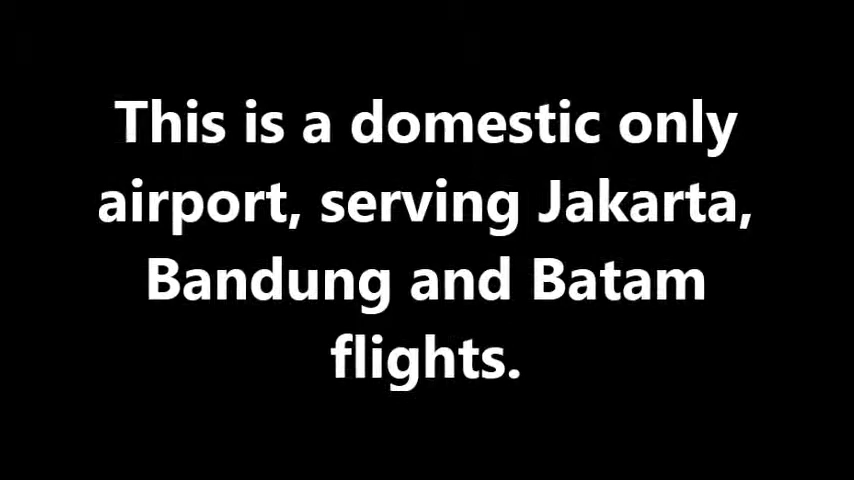 This is a domestic only
airport, serving Jakarta,
Bandung and Batam
flights.